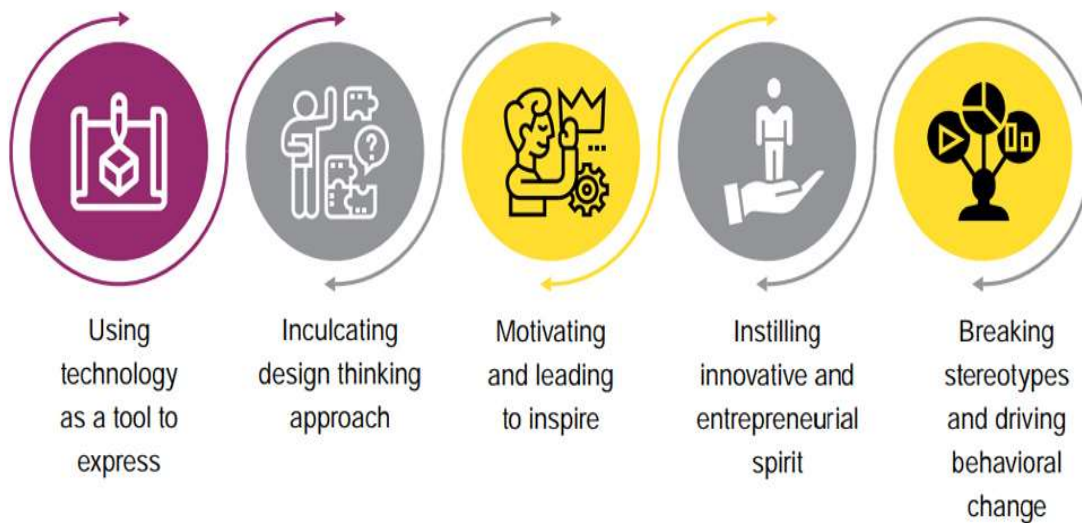 Using
technology
as a tool to
express
Inculcating
design thinking
approach
Motivating
and leading
to inspire
Instilling
innovative and
entrepreneurial
spirit
Breaking
stereotypes
and driving
behavioral
change